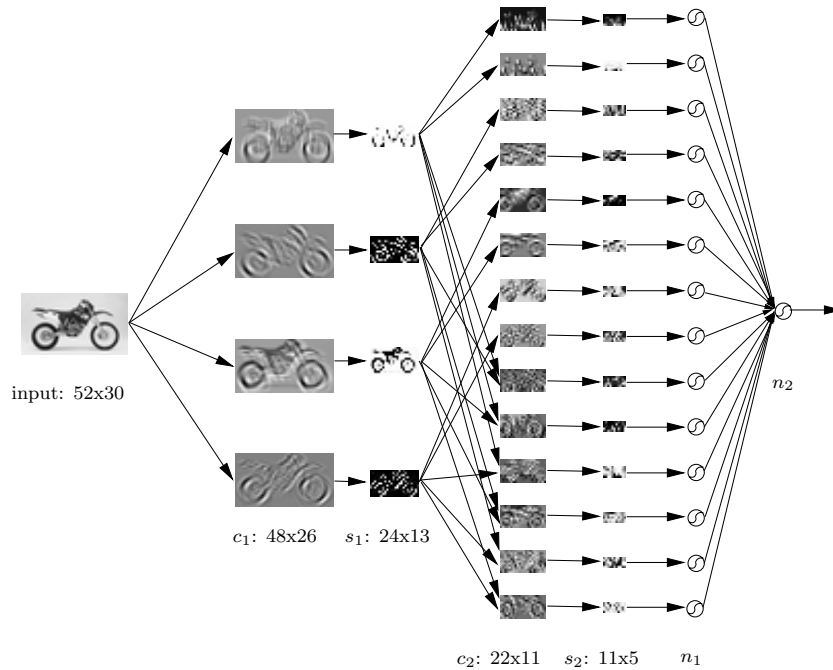 n₂
input: 52x30
c₁: 48x26 s₁: 24x13
c₂: 22x11 s₂: 11x5 n₁